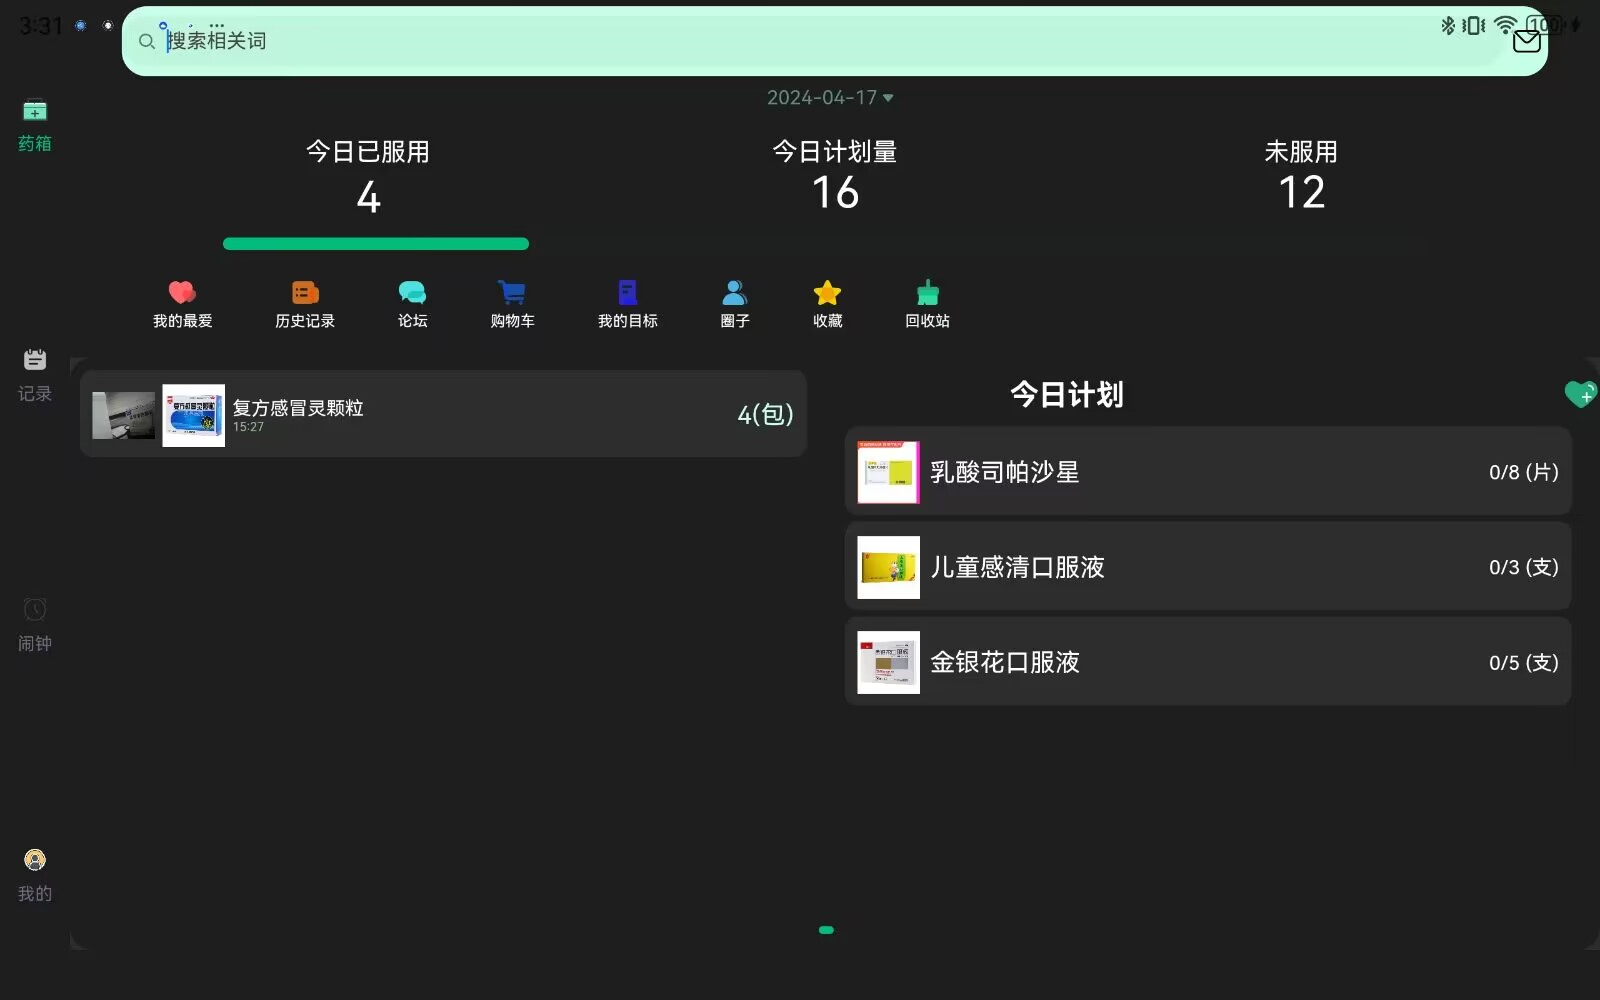 3:31
搜索相关词
100
2024-04-17
今日已服用
4
今日计划量
16
未服用
12
药箱
我的最爱
历史记录
论坛
购物车
我的目标
圈子
收藏
回收站
记录
复方感冒灵颗粒
15:27
4(包)
今日计划
乳酸司帕沙星
0/8 (片)
儿童感清口服液
0/3 (支)
金银花口服液
0/5 (支)
闹钟
我的